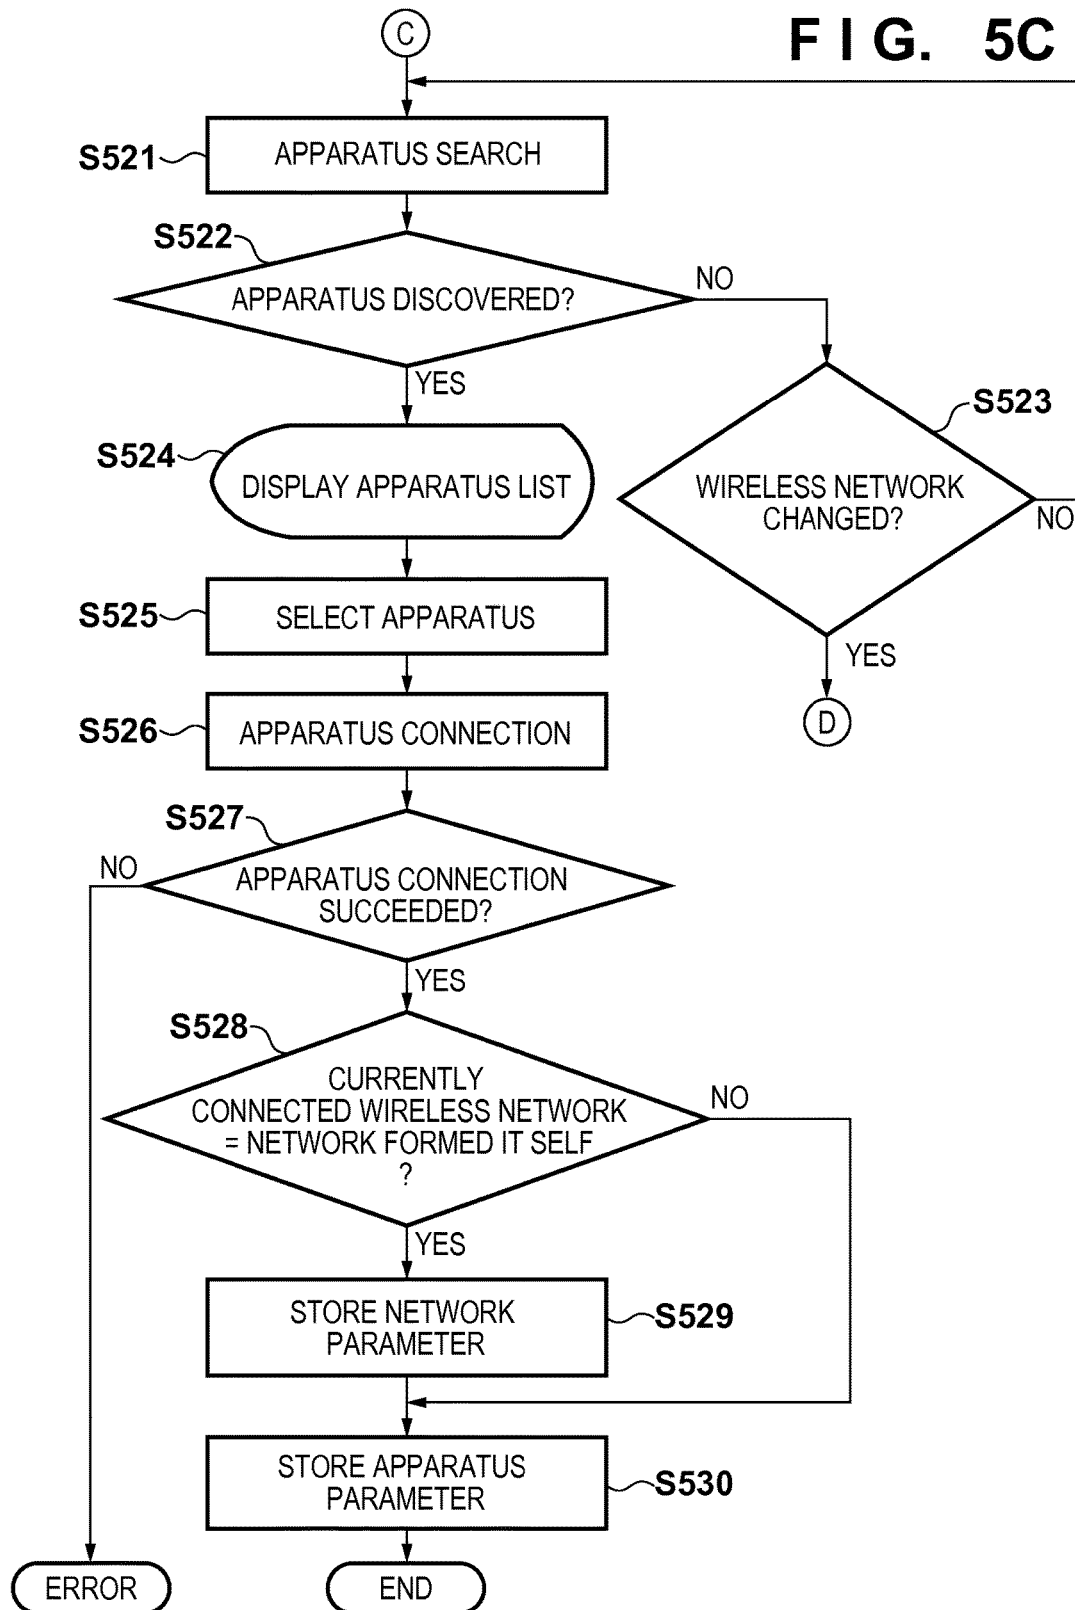 C
F I G. 5C
S521
APPARATUS SEARCH
S522
APPARATUS DISCOVERED?
NO
YES
S523
WIRELESS NETWORK
CHANGED?
NO
YES
D
S524
DISPLAY APPARATUS LIST
S525
SELECT APPARATUS
S526
APPARATUS CONNECTION
S527
NO
APPARATUS CONNECTION
SUCCEEDED?
YES
S528
CURRENTLY
CONNECTED WIRELESS NETWORK
= NETWORK FORMED IT SELF
?
NO
YES
STORE NETWORK
PARAMETER
S529
STORE APPARATUS
PARAMETER
S530
ERROR
END